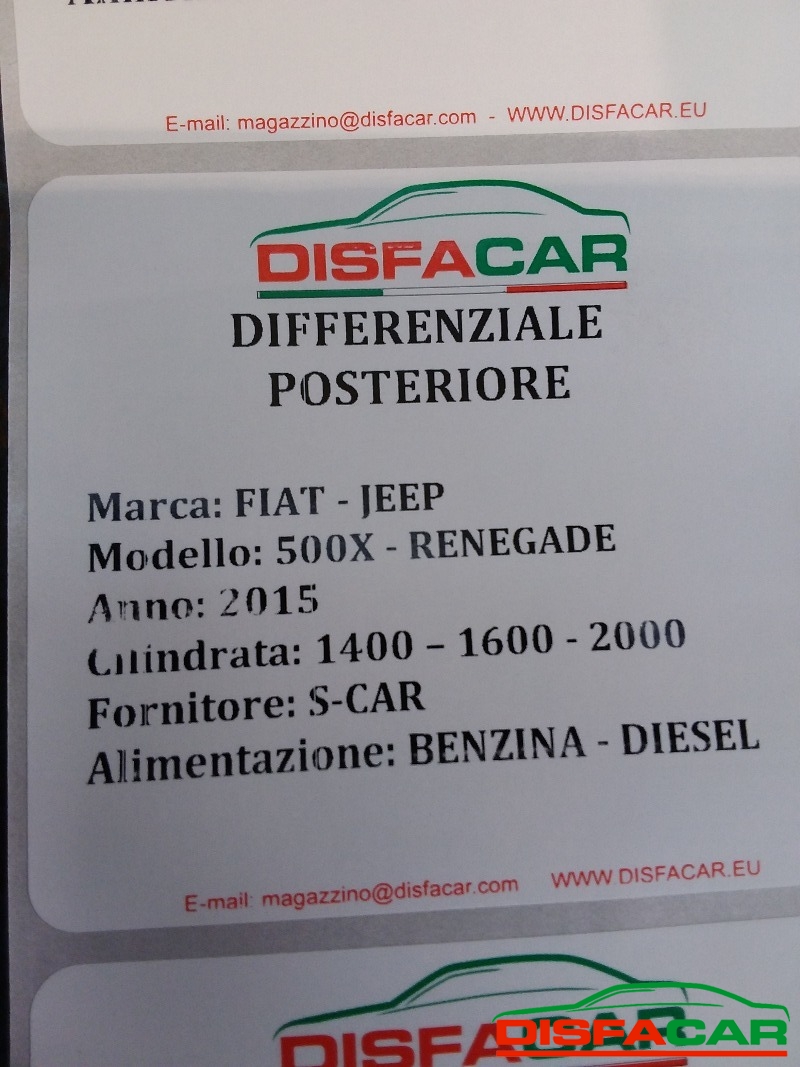 E-mail: magazzino@disfacar.com - WWW.DISFACAR.EU
DISFACAR
DIFFERENZIALE
POSTERIORE
Marca: FIAT - JEEP
Modello: 500X - RENEGADE
Anno: 2015
Cilindrata: 1400 – 1600 - 2000
Fornitore: S-CAR
Alimentazione: BENZINA - DIESEL
E-mail: magazzino@disfacar.com WWW.DISFACAR.EU
DISFACAR
DISFACAR